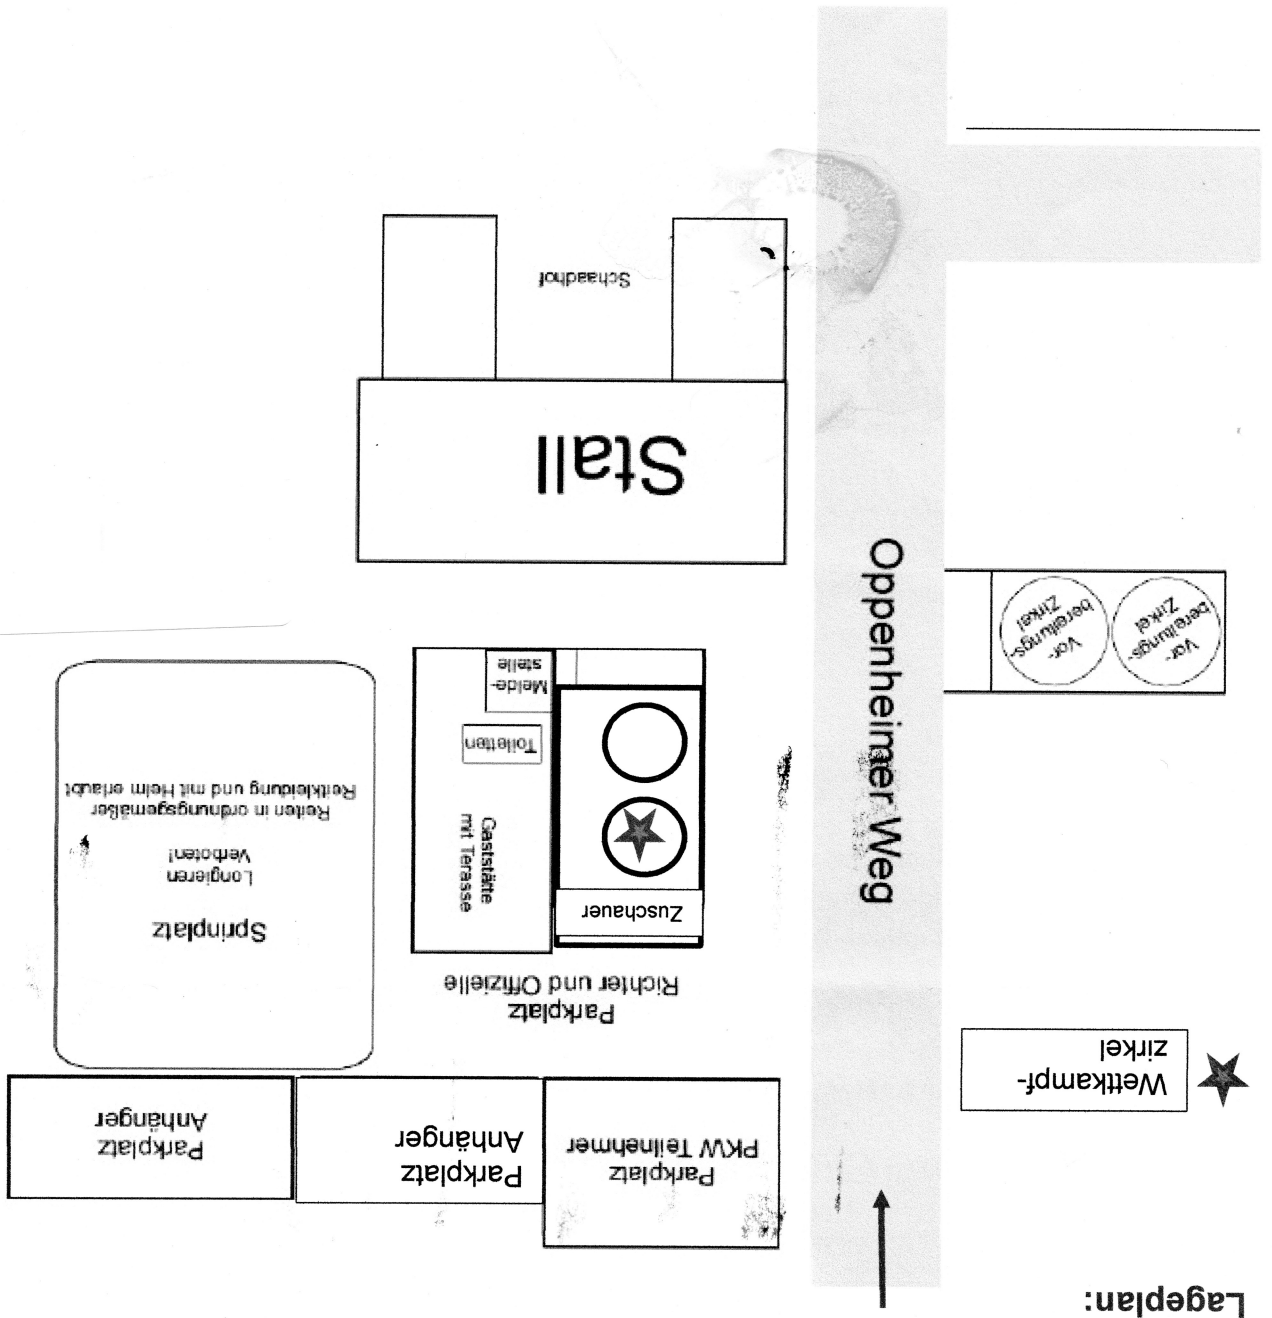 Lageplan:
Parkplatz
PKW Teilnehmer
Parkplatz
Anhänger
Parkplatz
Anhänger
Wettkampf-
zirkel
Parkplatz
Richter und Offizielle
Sprinplatz
Longieren
Verboten!
Reiten in ordnungsgemäßer
Reitkleidung und mit Helm erlaubt
Zuschauer
Gaststätte
mit Terasse
Toiletten
Melde-
stelle
Oppenheimer Weg
Vor-
bereitungs-
Zirkel
Vor-
bereitungs-
Zirkel
Stall
Schaadhof